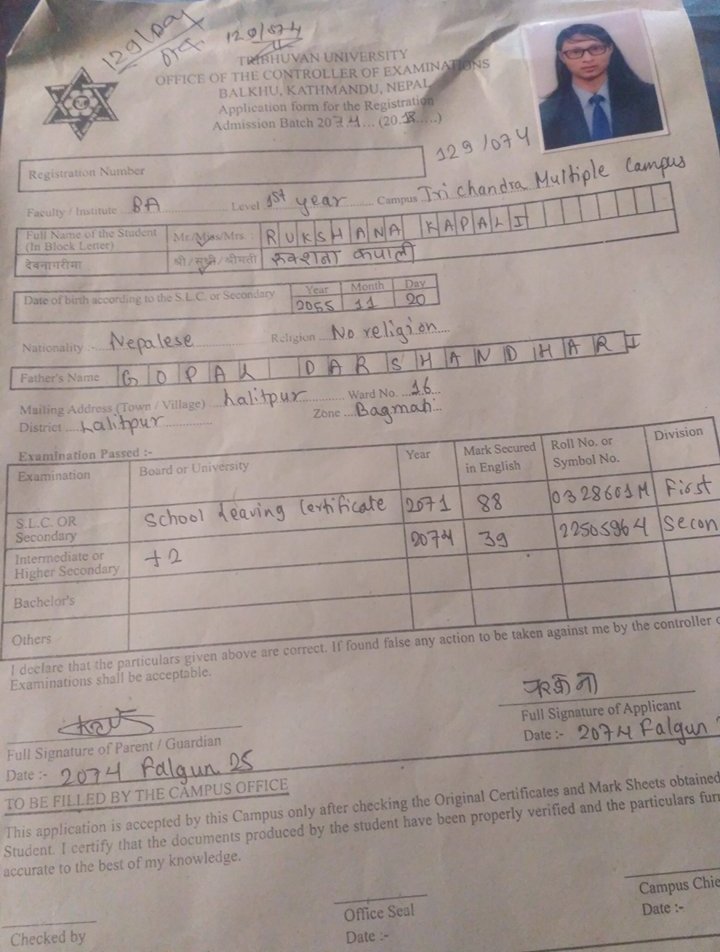 129/074
129/074
TRIBHUVAN UNIVERSITY
OFFICE OF THE CONTROLLER OF EXAMINATIONS
BALKHU, KATHMANDU, NEPAL
Application form for the Registration
Admission Batch 2074... (2018.....)
129/074
Registration Number
Faculty / Institute BA Level 1st year Campus Tri chandra Multiple Campus
Full Name of the Student (In Block Letter) Mr/Miss/Mrs. RUKSHANA KAPALI
देवनागरीमा श्री/सुश्री/श्रीमती रुक्शना कपाली
Date of birth according to the S.L.C. or Secondary Year Month Day
2055 11 20
Nationality Nepalese Religion No religion
Father's Name GOPAL DARSHANDHARI
Mailing Address (Town / Village) Lalitpur Ward No. 16
District Lalitpur Zone Bagmati
Examination Passed :-
Examination Board or University Year Mark Secured in English Roll No. or Symbol No. Division
S.L.C. OR Secondary School Leaving Certificate 2071 88 0328601M First
Intermediate or Higher Secondary +2 2074 39 22505964 Secon
Bachelor's
Others
I declare that the particulars given above are correct. If found false any action to be taken against me by the controller
Examinations shall be acceptable.
Full Signature of Parent / Guardian
Date :- 2074 Falgun 25
Full Signature of Applicant
Date :- 2074 Falgun
TO BE FILLED BY THE CAMPUS OFFICE
This application is accepted by this Campus only after checking the Original Certificates and Mark Sheets obtained
Student. I certify that the documents produced by the student have been properly verified and the particulars fur
accurate to the best of my knowledge.
Checked by
Office Seal
Date :-
Campus Chie
Date :-